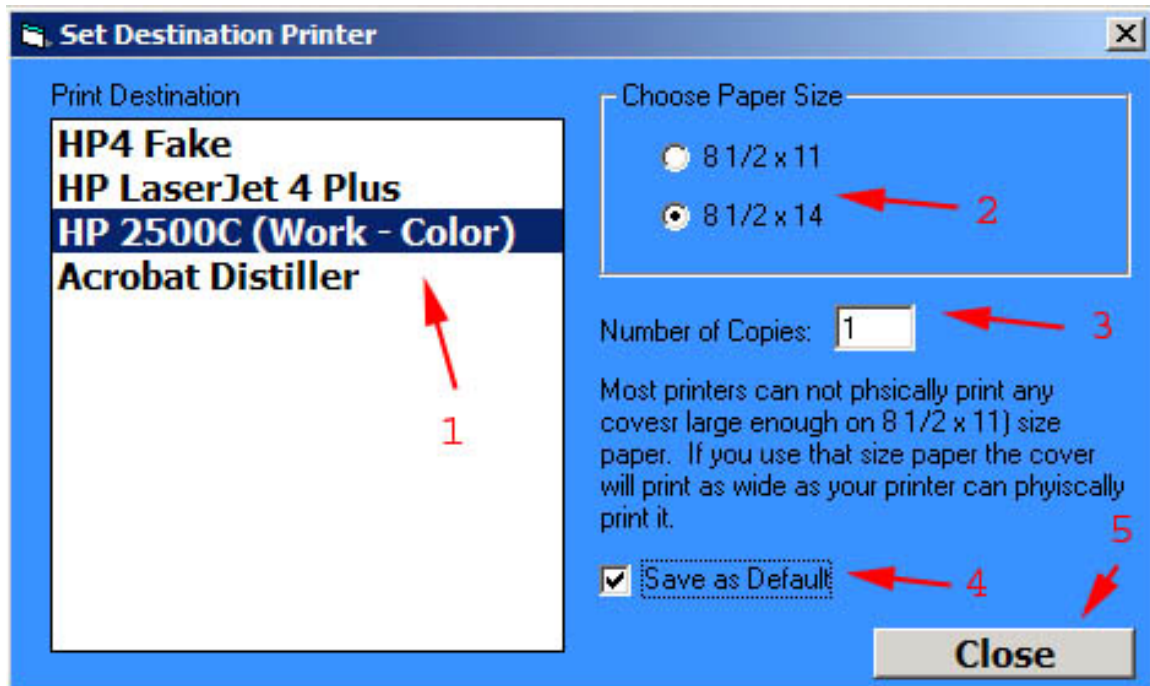 Set Destination Printer
Print Destination
HP4 Fake
HP LaserJet 4 Plus
HP 2500C (Work - Color)
Acrobat Distiller
1
Choose Paper Size
8 1/2 x 11
8 1/2 x 14
2
Number of Copies: 1
3
Most printers can not phsically print any
covesr large enough on 8 1/2 x 11) size
paper. If you use that size paper the cover
will print as wide as your printer can phyiscally
print it.
5
Save as Default
4
Close